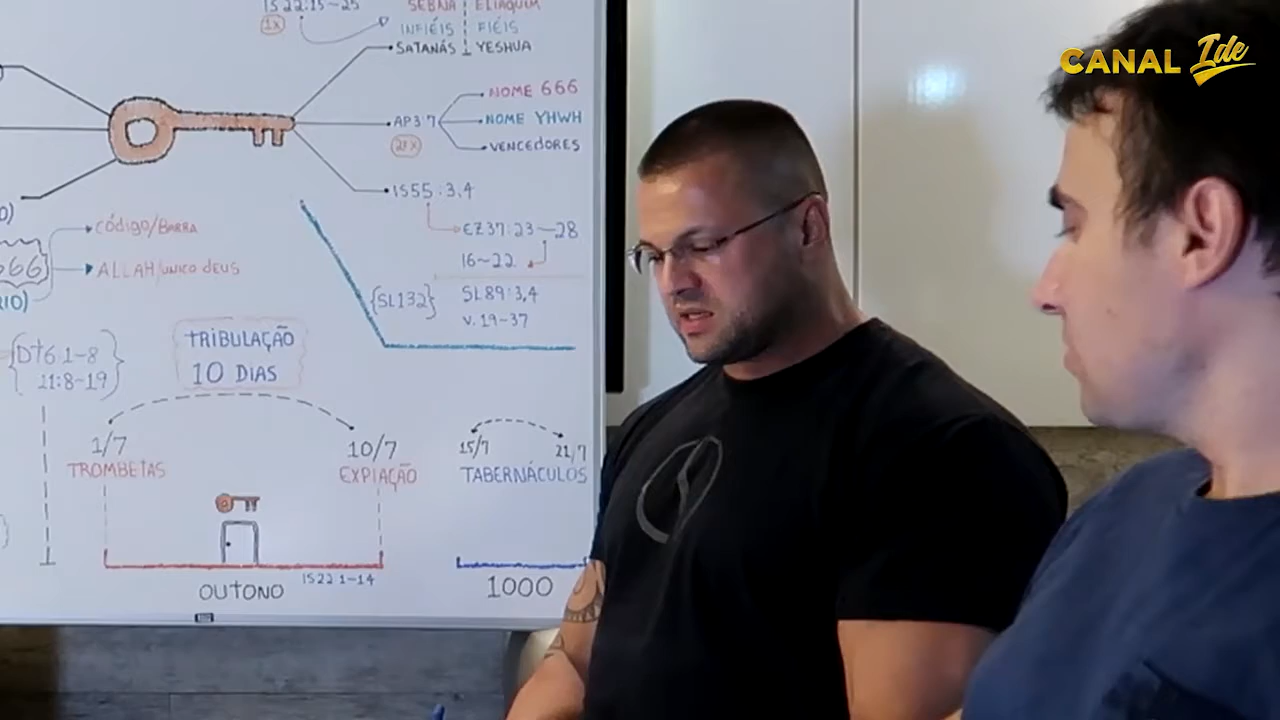 CANAL Ide
IS 22:15~25
1x
SEBNA ELIAQUIM
INFIÉIS FIÉIS
SATANÁS YESHUA
AP3:7
2Fx
NOME 666
NOME YHWH
VENCEDORES
IS55:3,4
EZ37:23~28
16~22
{SL132}
SL89:3,4
v.19-37
CÓDIGO/BARRA
ALLAH/ÚNICO DEUS
{DT6:1-8
11:8-19}
TRIBULAÇÃO
10 DIAS
1/7
TROMBETAS
10/7
EXPIAÇÃO
15/7
21/7
TABERNÁCULOS
OUTONO
IS22:1-14
1000